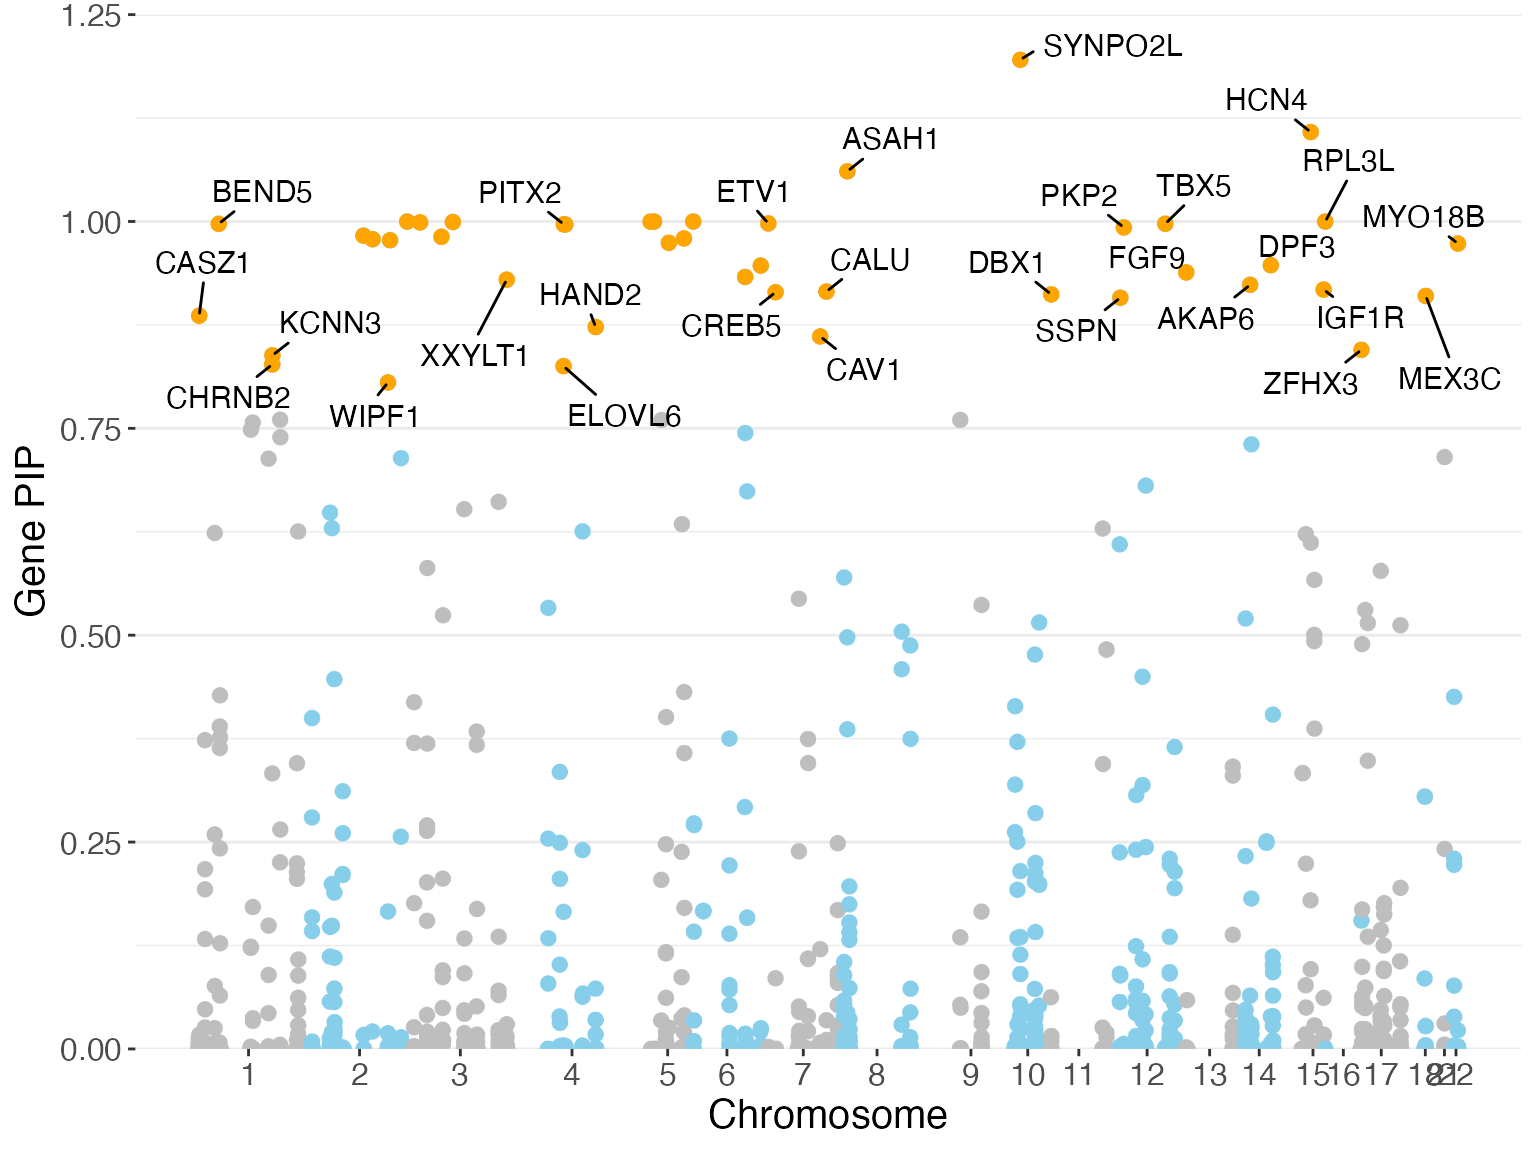 1.25
SYNPO2L
HCN4
ASAH1
RPL3L
BEND5
PITX2
ETV1
PKP2
TBX5
MYO18B
1.00
CASZ1
CALU
DBX1
FGF9
DPF3
HAND2
KCNN3
CREB5
SSPN
AKAP6
IGF1R
XXYLT1
CAV1
ZFHX3
MEX3C
CHRNB2
WIPF1
ELOVL6
0.75
Gene PIP
0.50
0.25
0.00
1 2 3 4 5 6 7 8 9 10 11 12 13 14 15 16 17 18 22
Chromosome